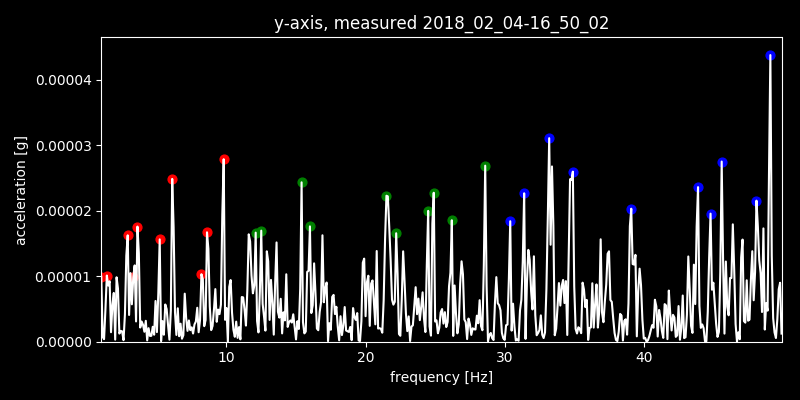 y-axis, measured 2018_02_04-16_50_02
0.00004
0.00003
0.00002
0.00001
0.00000
acceleration [g]
10 20 30 40
frequency [Hz]